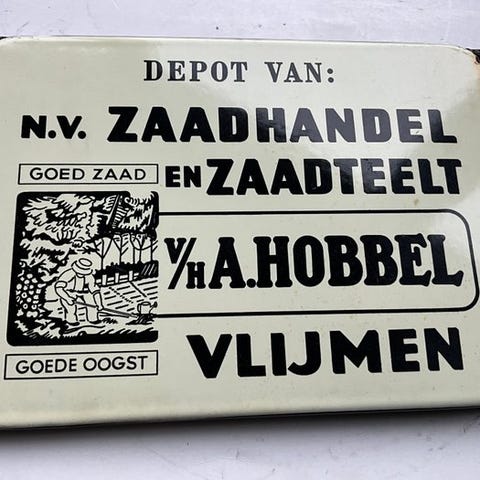 DEPOT VAN:
N.V. ZAADHANDEL
EN ZAADTEELT
GOED ZAAD
V/H A. HOBBEL
GOEDE OOGST
VLIJMEN